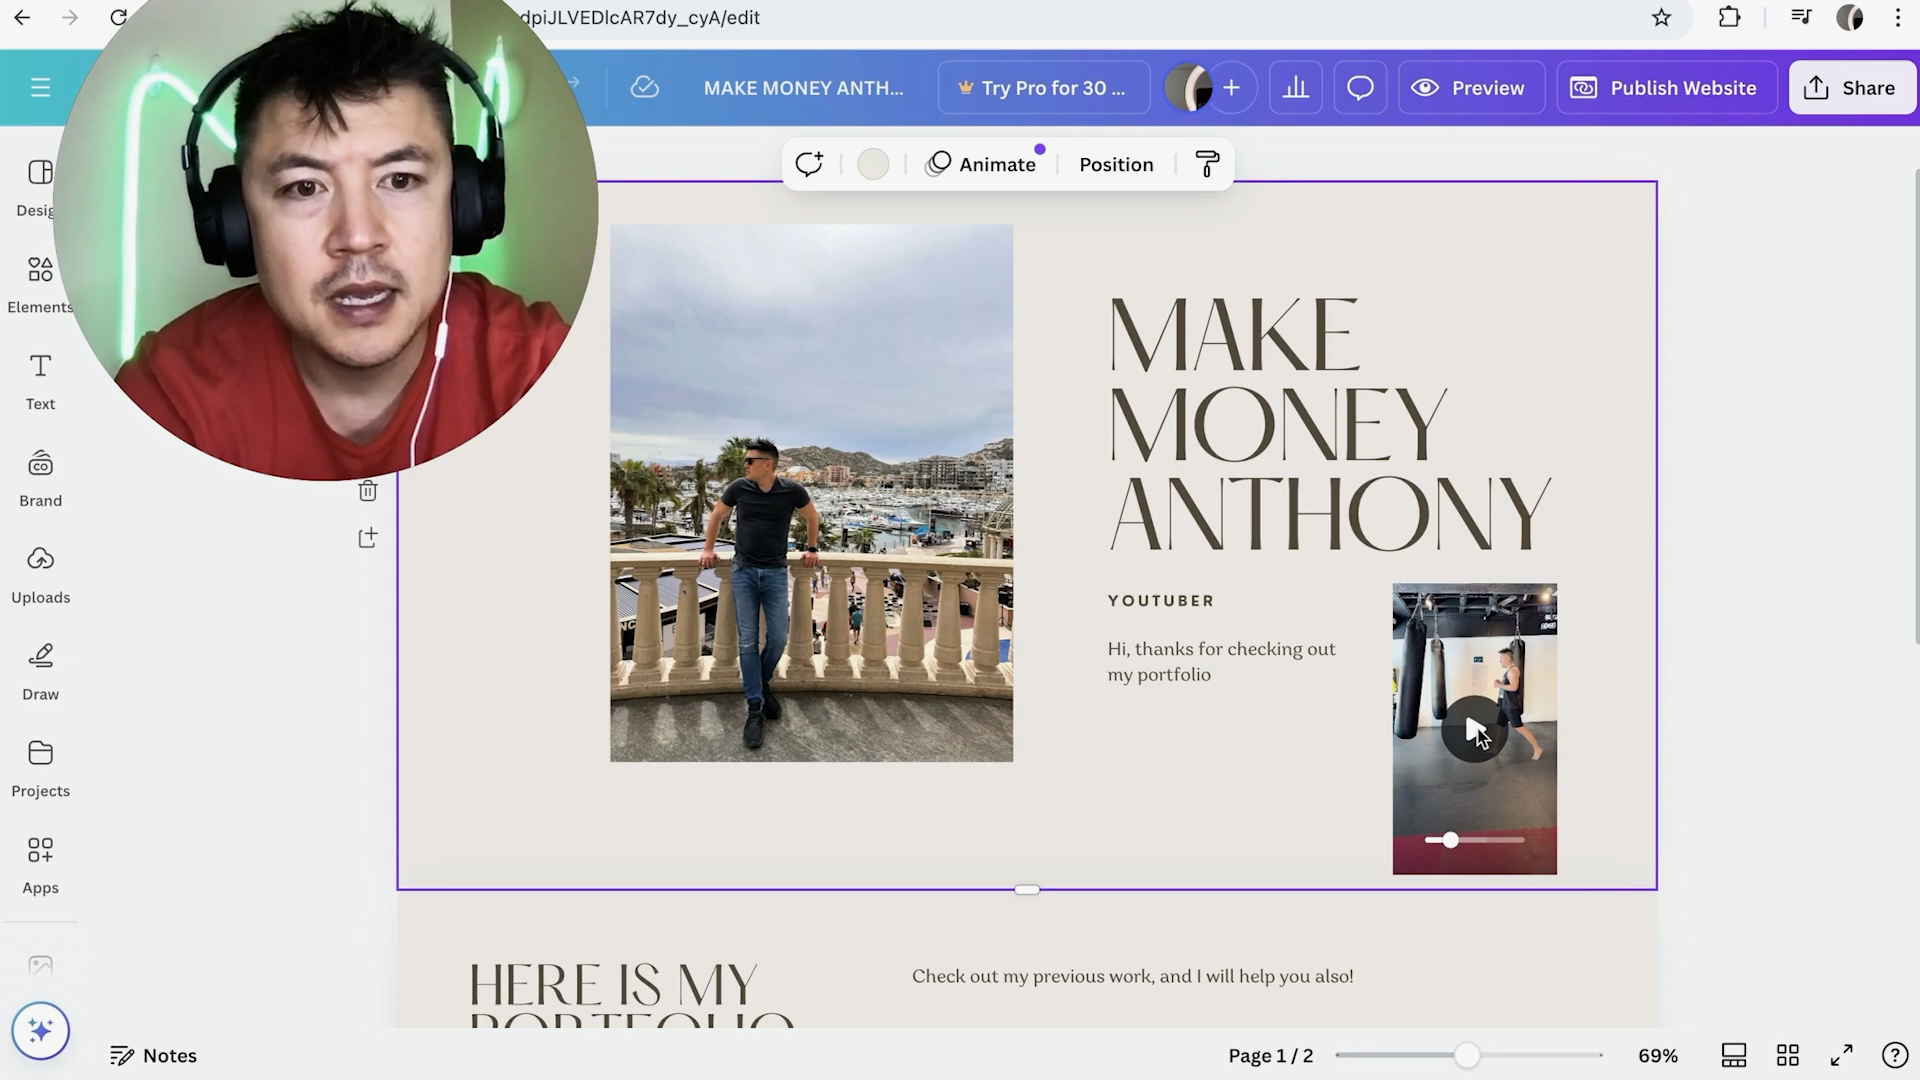 dpiJLVEDlcAR7dy_cyA/edit
MAKE MONEY ANTH...
Try Pro for 30 ...
Preview
Publish Website
Share
Animate
Position
Elements
Text
Brand
Uploads
Draw
Projects
Apps
MAKE
MONEY
ANTHONY
YOUTUBER
Hi, thanks for checking out
my portfolio
HERE IS MY
PORTFOLIO
Check out my previous work, and I will help you also!
Notes
Page 1 / 2
69%